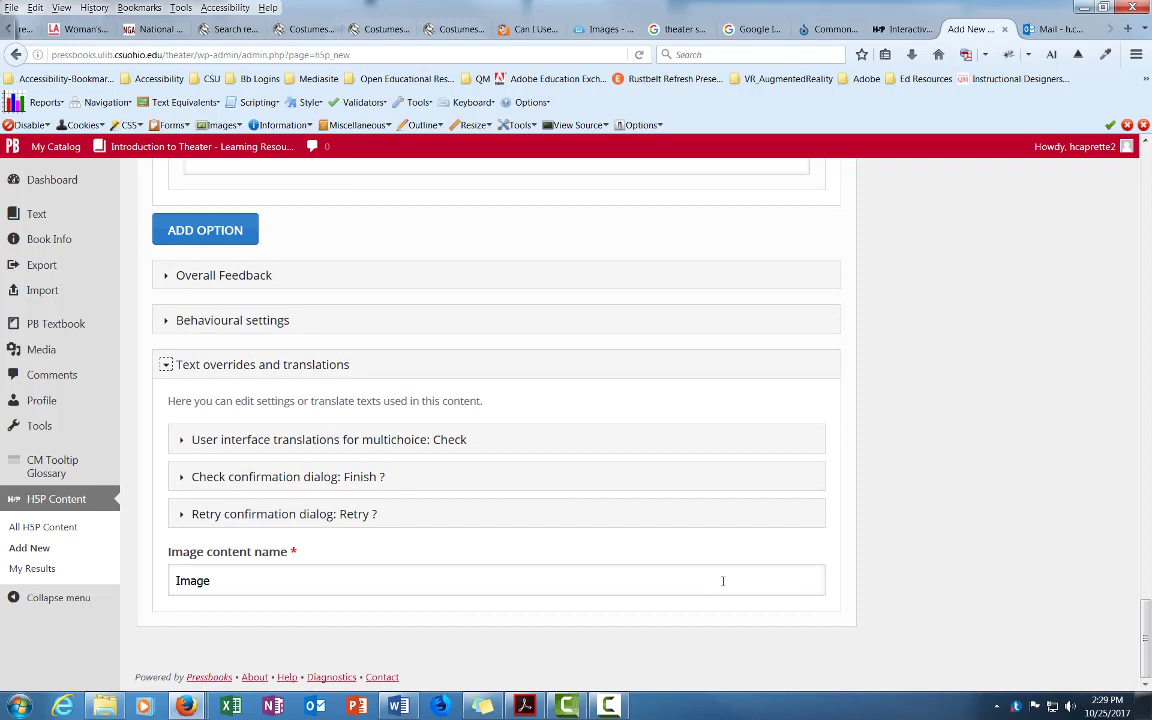 File Edit View History Bookmarks Tools Accessibility Help
re... Woman's... National ... Search re... Costumes... Costumes... Costumes... Can I Use... Images - ... theater s... Google I... Common... Interactiv... Add New ... Mail - h.c...
pressbooks.ulib.csuohio.edu/theater/wp-admin/admin.php?page=h5p_new Search
Accessibility-Bookmar... Accessibility CSU Bb Logins Mediasite Open Educational Res... QM Adobe Education Exch... Rustbelt Refresh Prese... VR_AugmentedReality Adobe Ed Resources Instructional Designers...
Reports Navigation Text Equivalents Scripting Style Validators Tools Keyboard Options
Disable Cookies CSS Forms Images Information Miscellaneous Outline Resize Tools View Source Options
PB My Catalog Introduction to Theater - Learning Resou... 0 Howdy, hcaprette2
Dashboard
Text
Book Info
Export
Import
PB Textbook
Media
Comments
Profile
Tools
CM Tooltip
Glossary
H5P Content
All H5P Content
Add New
My Results
Collapse menu
ADD OPTION
Overall Feedback
Behavioural settings
Text overrides and translations
Here you can edit settings or translate texts used in this content.
User interface translations for multichoice: Check
Check confirmation dialog: Finish ?
Retry confirmation dialog: Retry ?
Image content name *
Image
Powered by Pressbooks | About | Help | Diagnostics | Contact
2:29 PM
10/25/2017